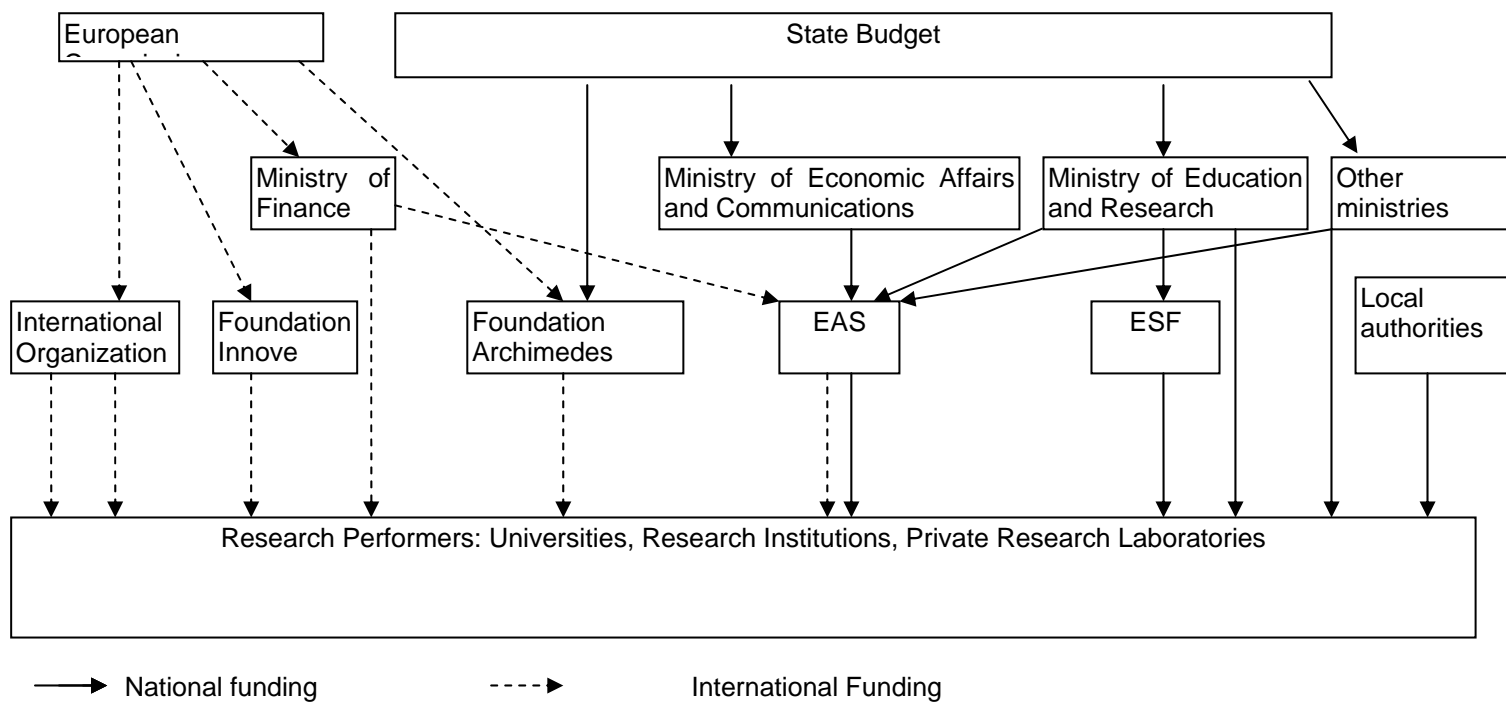 European
State Budget
Ministry of
Finance
Ministry of Economic Affairs
and Communications
Ministry of Education
and Research
Other
ministries
International
Organization
Foundation
Innove
Foundation
Archimedes
EAS
ESF
Local
authorities
Research Performers: Universities, Research Institutions, Private Research Laboratories
National funding
International Funding